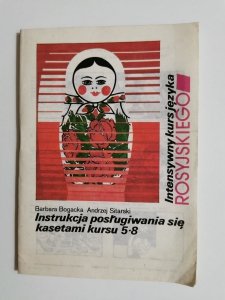 Intensywny kurs języka
ROSYJSKIEGO
Barbara Bogacka Andrzej Sitarski
Instrukcja posługiwania się
kasetami kursu 5-8